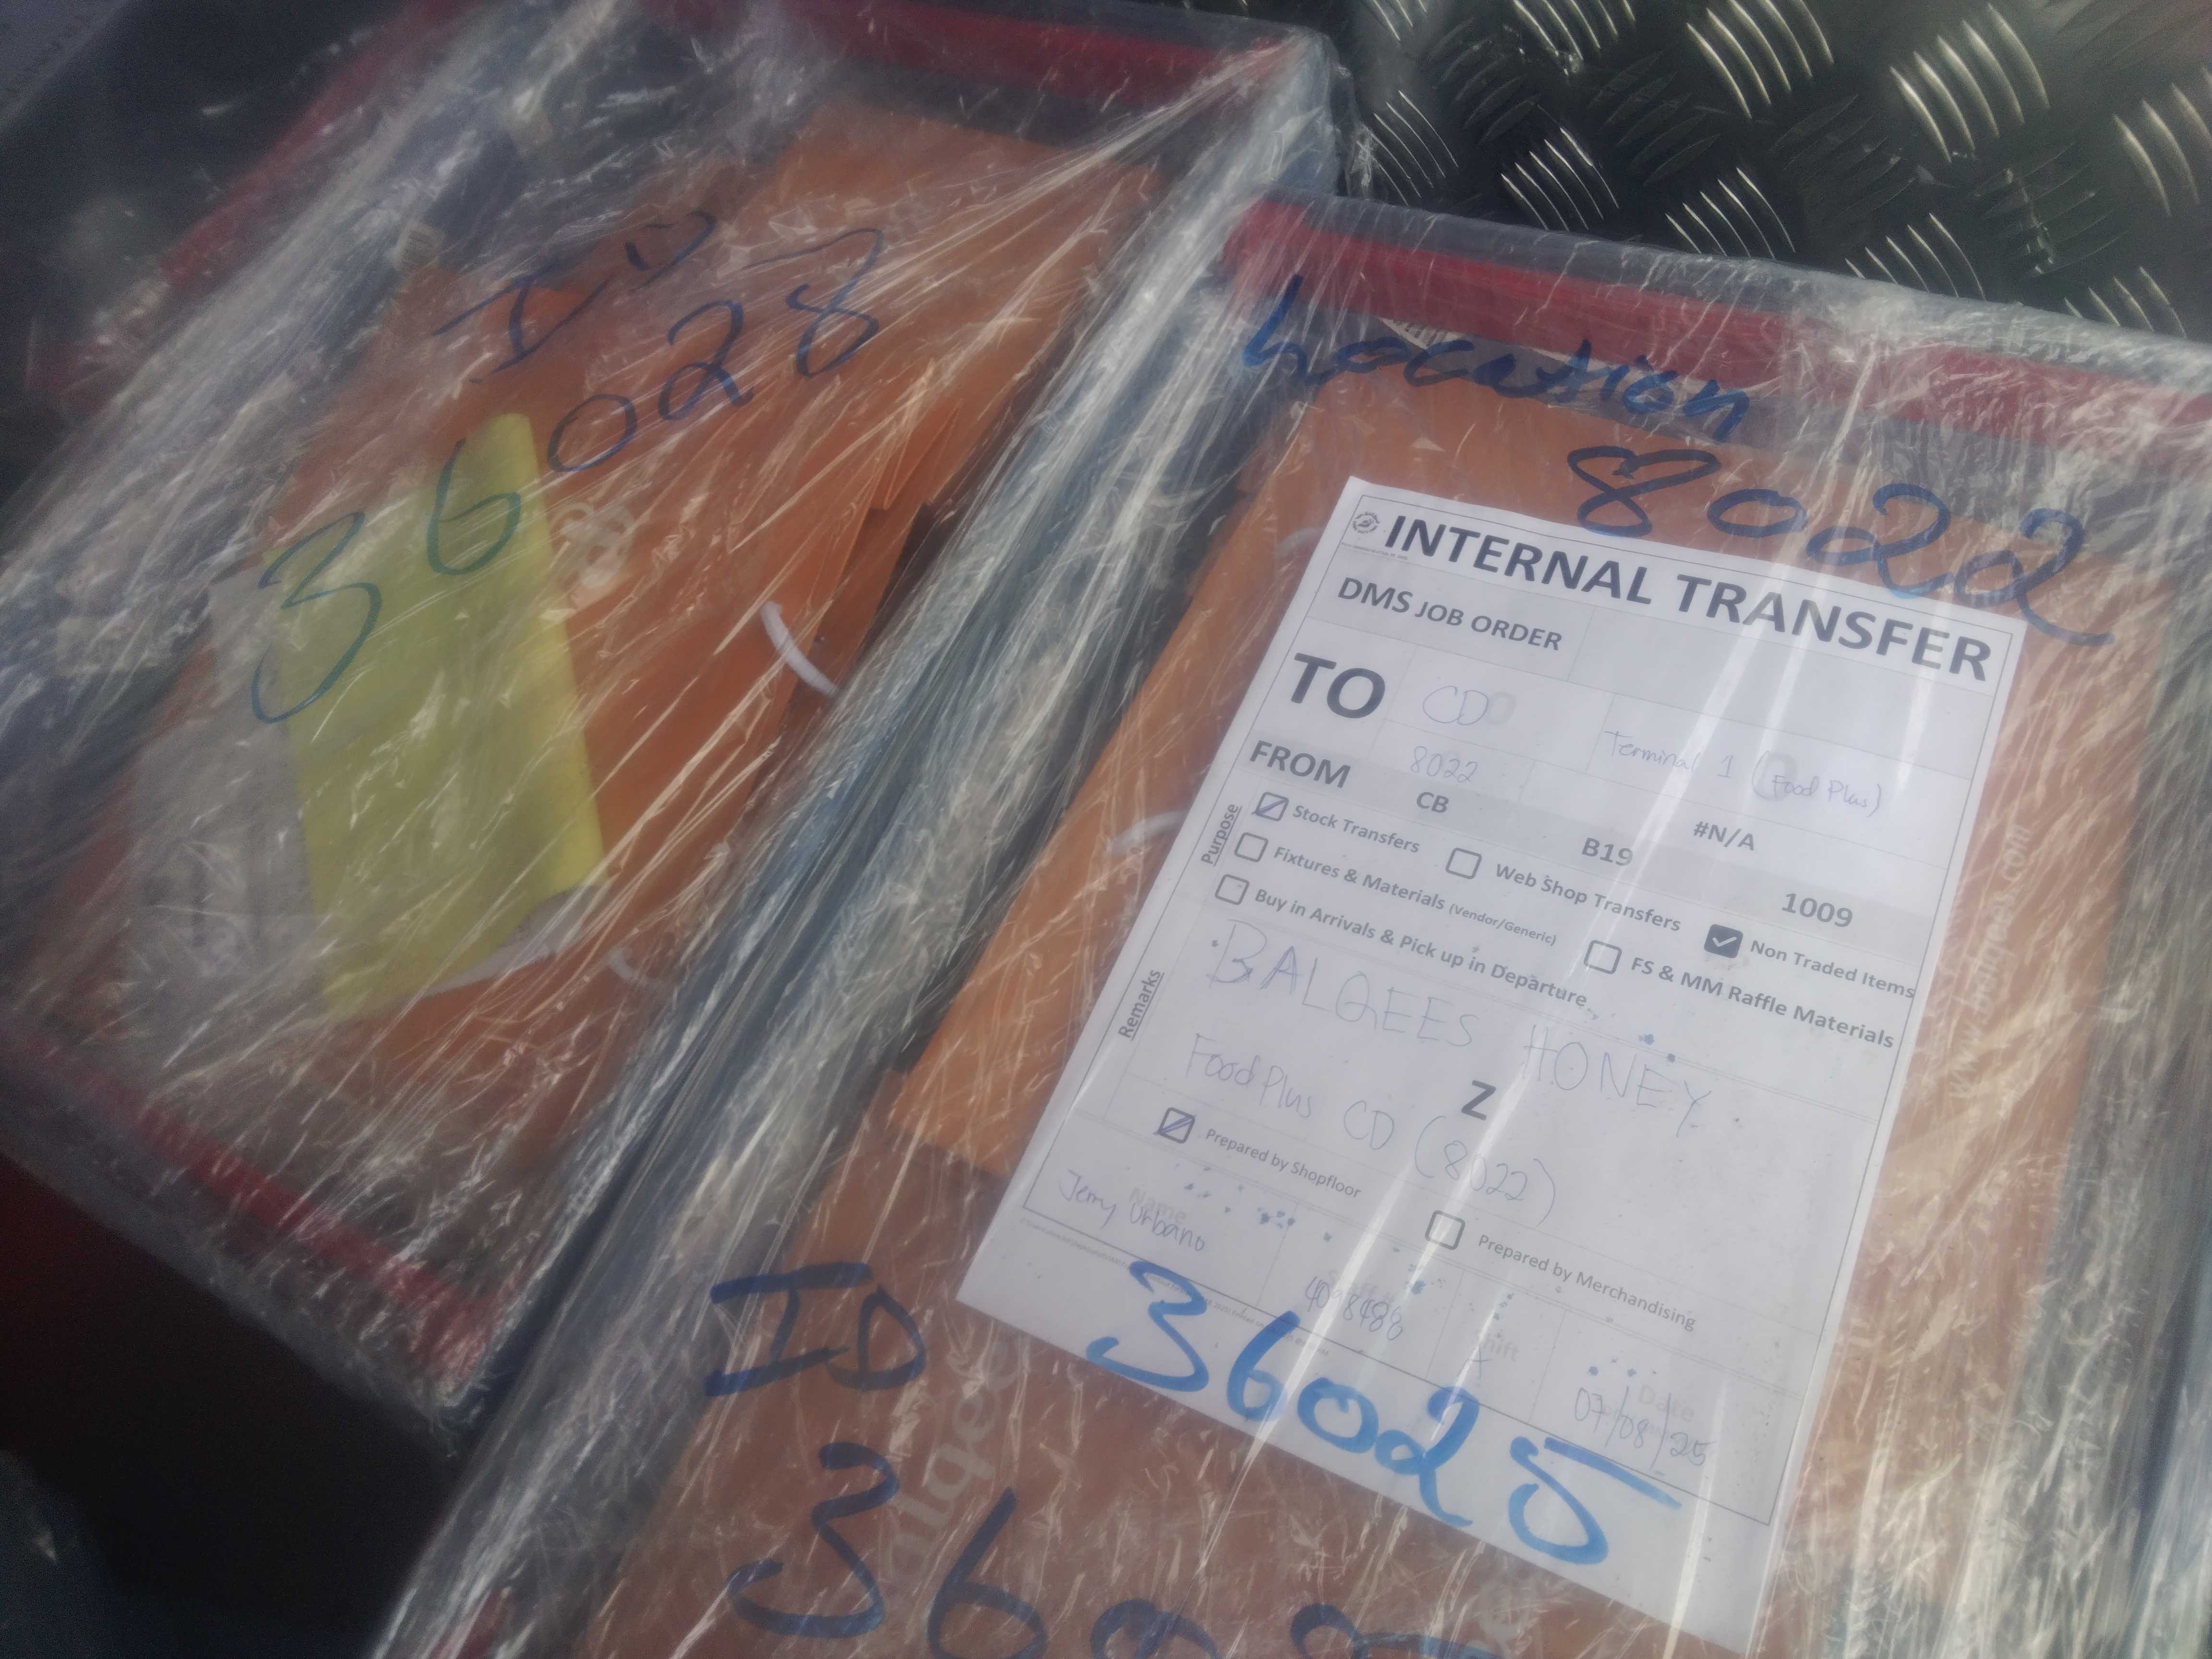 ID
36028
Location
8022
INTERNAL TRANSFER
DMS JOB ORDER
TO CD Terminal 1 (Food Plus)
8022
FROM CB B19 #N/A 1009
Purpose
Stock Transfers Web Shop Transfers Non Traded Items
Fixtures & Materials (Vendor/Generic) FS & MM Raffle Materials
Buy in Arrivals & Pick up in Departure
Remarks
BALQEES HONEY
Z
Food Plus CD (8022)
Prepared by Shopfloor Prepared by Merchandising
Name Date
Jerry Urbano 07/08/25
36025
ID
360